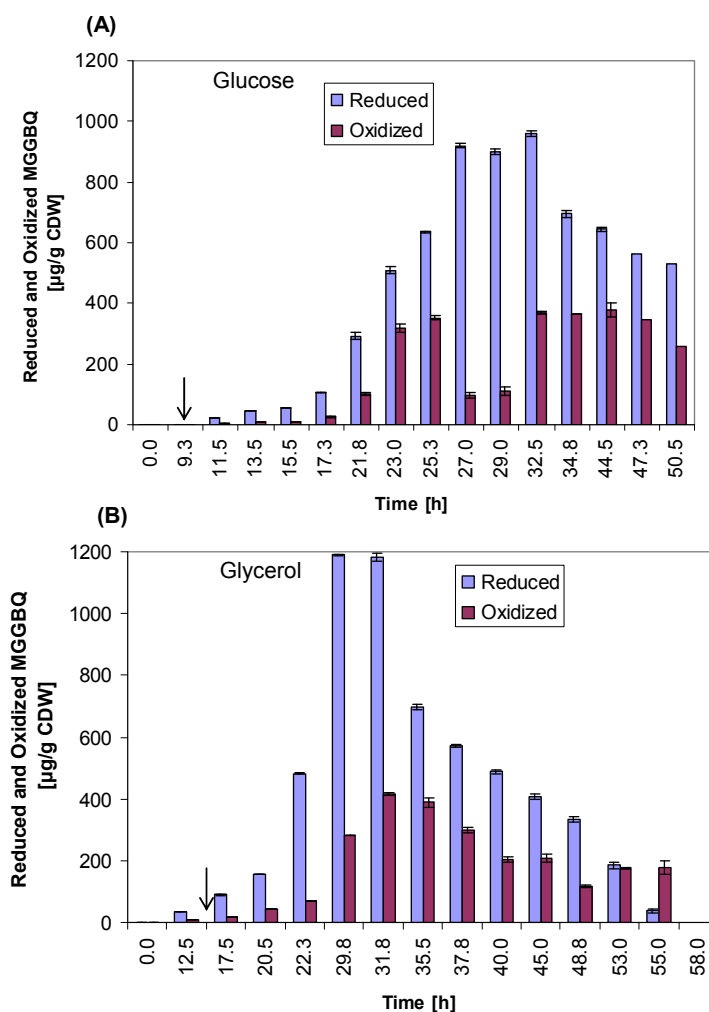 (A)
Glucose
Reduced
Oxidized
Reduced and Oxidized MGGBQ
[µg/g CDW]
1200
1000
800
600
400
200
0
0.0 9.3 11.5 13.5 15.5 17.3 21.8 23.0 25.3 27.0 29.0 32.5 34.8 44.5 47.3 50.5
Time [h]
(B)
Glycerol
Reduced
Oxidized
Reduced and Oxidized MGGBQ
[µg/g CDW]
1200
1000
800
600
400
200
0
0.0 12.5 17.5 20.5 22.3 29.8 31.8 35.5 37.8 40.0 45.0 48.8 53.0 55.0 58.0
Time [h]